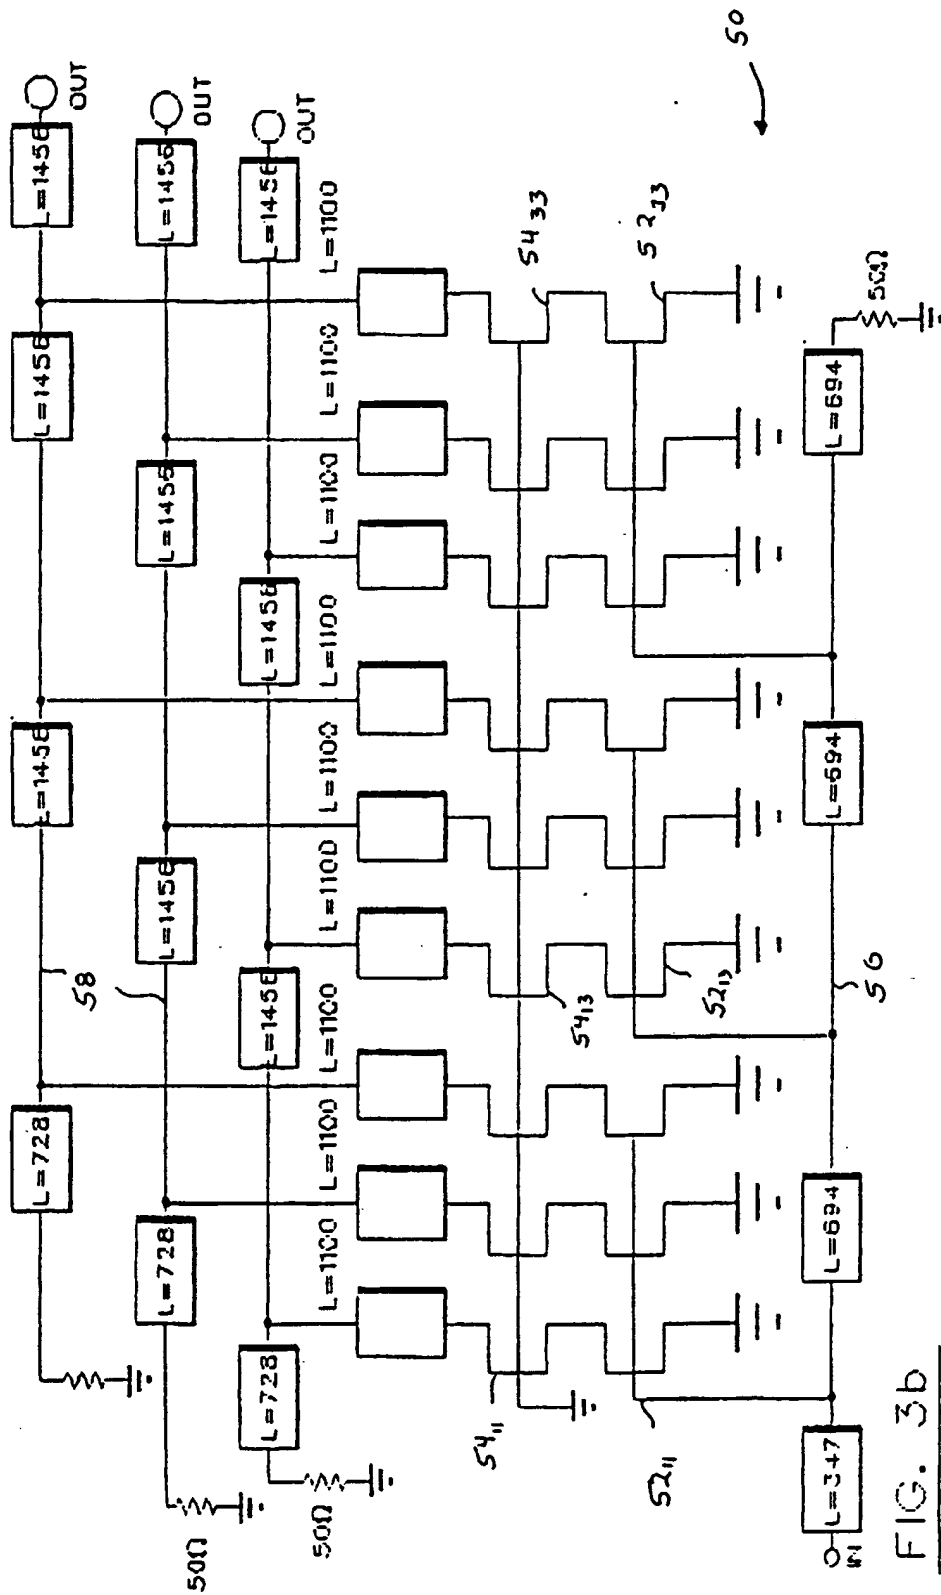 L=728
L=1456
L=1456
L=1456
OUT
58
L=728
L=1456
L=1456
L=1456
OUT
50Ω
L=728
L=1456
L=1456
L=1456
OUT
50Ω
L=1100
L=1100
L=1100
L=1100
L=1100
L=1100
L=1100
L=1100
L=1100
54₁₁
54₁₃
54₃₃
52₁₁
52₁₃
52₃₃
50
IN
L=347
L=694
56
L=694
L=694
50Ω
FIG. 3b